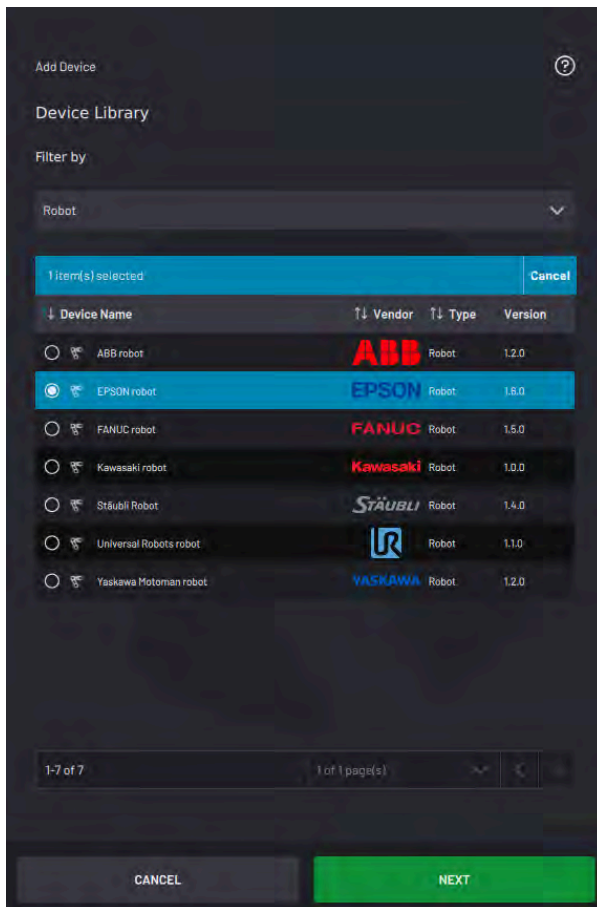 Add Device
Device Library
Filter by
Robot
1 item(s) selected Cancel
Device Name Vendor Type Version
ABB robot ABB Robot 1.2.0
EPSON robot EPSON Robot 1.6.0
FANUC robot FANUC Robot 1.5.0
Kawasaki robot Kawasaki Robot 1.0.0
Stäubli Robot STÄUBLI Robot 1.4.0
Universal Robots robot UR Robot 1.1.0
Yaskawa Motoman robot YASKAWA Robot 1.2.0
1-7 of 7 1 of 1 page(s)
CANCEL NEXT